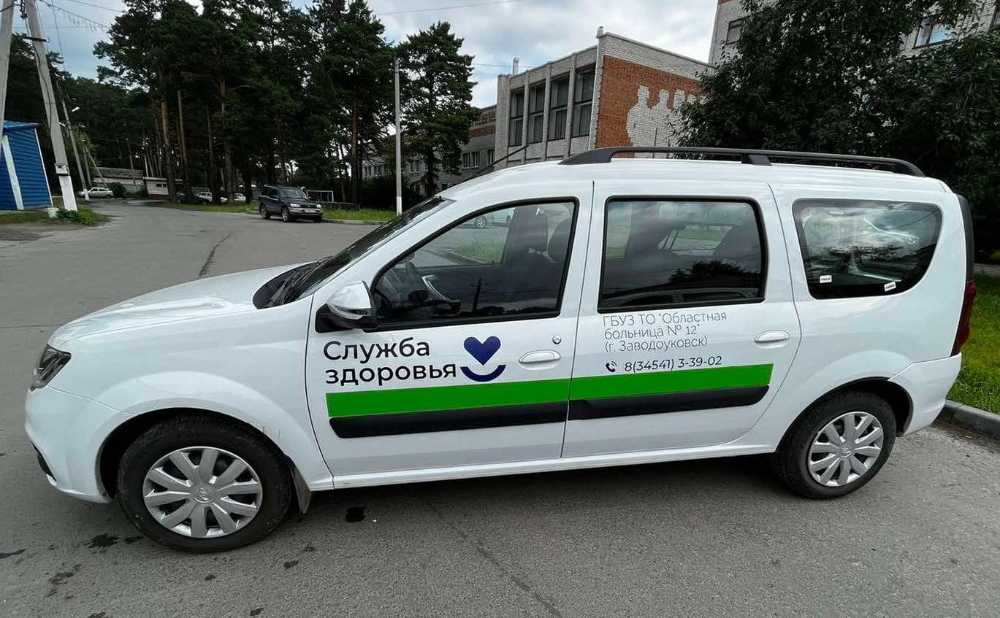 Служба
здоровья
ГБУЗ ТО "Областная
больница № 12"
(г. Заводоуковск)
8(34541) 3-39-02